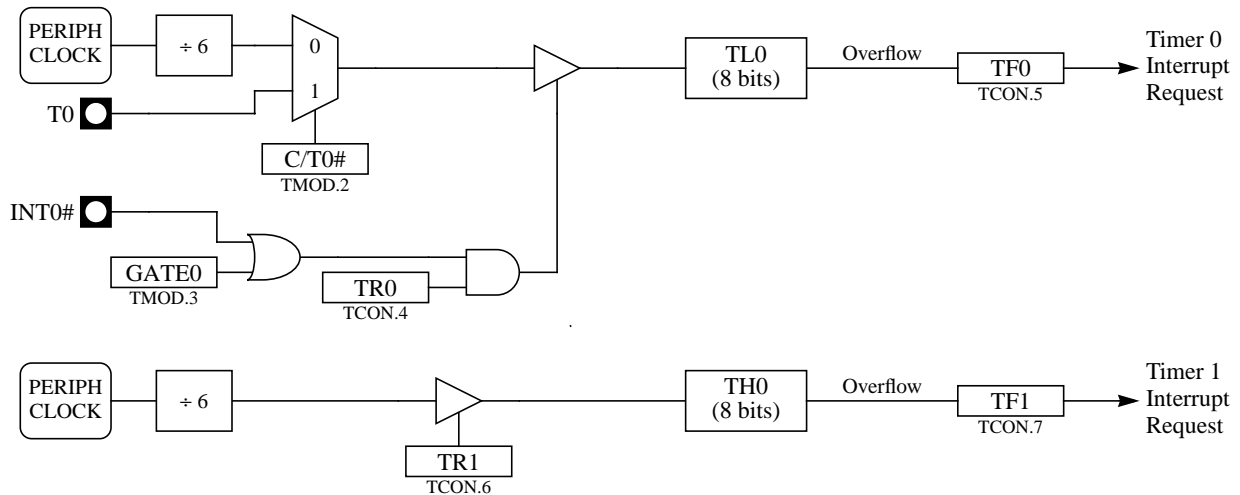 PERIPH
CLOCK
÷ 6
0
1
T0
C/T0#
TMOD.2
TL0
(8 bits)
Overflow
TF0
TCON.5
Timer 0
Interrupt
Request
INT0#
GATE0
TMOD.3
TR0
TCON.4
.
PERIPH
CLOCK
÷ 6
TR1
TCON.6
TH0
(8 bits)
Overflow
TF1
TCON.7
Timer 1
Interrupt
Request